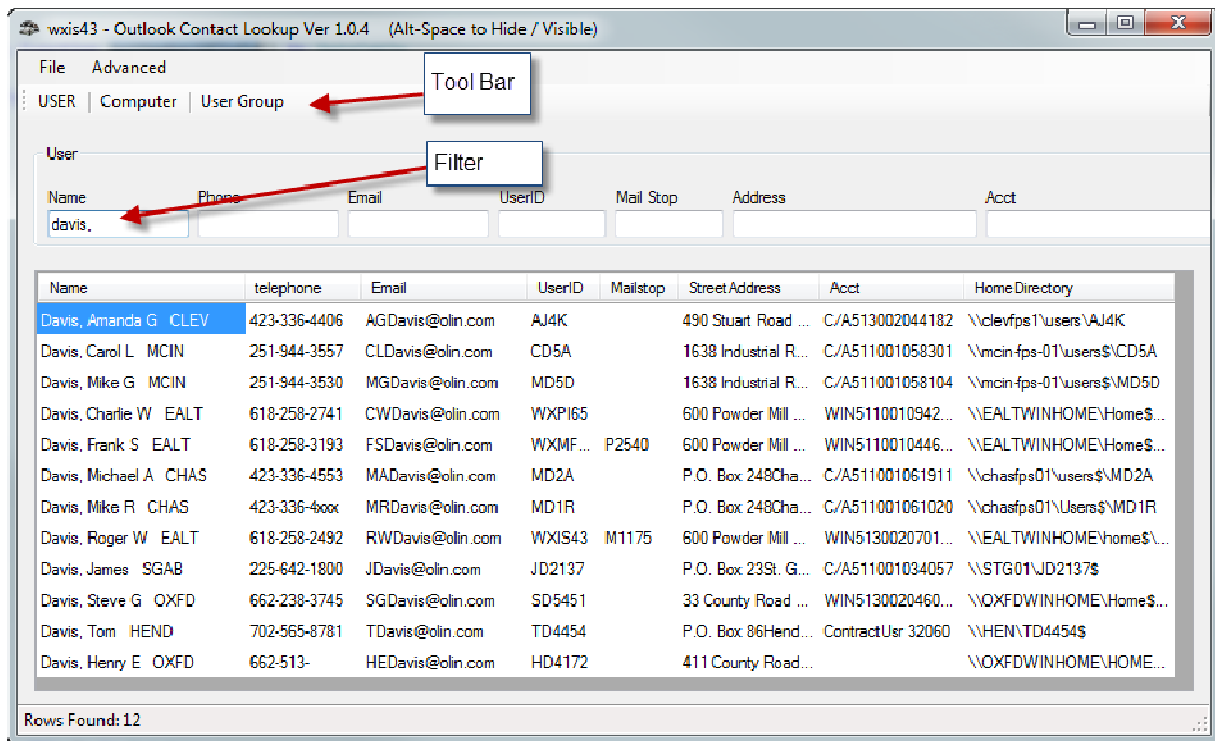 wxis43 - Outlook Contact Lookup Ver 1.0.4 (Alt-Space to Hide / Visible)
File Advanced
Tool Bar
USER Computer User Group
User
Filter
Name Phone Email UserID Mail Stop Address Acct
davis,
Name telephone Email UserID Mailstop Street Address Acct Home Directory
Davis, Amanda G CLEV 423-336-4406 AGDavis@olin.com AJ4K 490 Stuart Road ... C/A513002044182 \\clevfps1\users\AJ4K
Davis, Carol L MCIN 251-944-3557 CLDavis@olin.com CD5A 1638 Industrial R... C/A511001058301 \\mcin-fps-01\users$\CD5A
Davis, Mike G MCIN 251-944-3530 MGDavis@olin.com MD5D 1638 Industrial R... C/A511001058104 \\mcin-fps-01\users$\MD5D
Davis, Charlie W EALT 618-258-2741 CWDavis@olin.com WXPI65 600 Powder Mill ... WIN5110010942... \\EALTWINHOME\Home$...
Davis, Frank S EALT 618-258-3193 FSDavis@olin.com WXMF... P2540 600 Powder Mill ... WIN5110010446... \\EALTWINHOME\Home$...
Davis, Michael A CHAS 423-336-4553 MADavis@olin.com MD2A P.O. Box 248Cha... C/A511001061911 \\chasfps01\users$\MD2A
Davis, Mike R CHAS 423-336-4xxx MRDavis@olin.com MD1R P.O. Box 248Cha... C/A511001061020 \\chasfps01\Users$\MD1R
Davis, Roger W EALT 618-258-2492 RWDavis@olin.com WXIS43 M1175 600 Powder Mill ... WIN5130020701... \\EALTWINHOME\home$\...
Davis, James SGAB 225-642-1800 JDavis@olin.com JD2137 P.O. Box 23St. G... C/A511001034057 \\STG01\JD2137$
Davis, Steve G OXFD 662-238-3745 SGDavis@olin.com SD5451 33 County Road ... WIN5130020460... \\OXFDWINHOME\Home$...
Davis, Tom HEND 702-565-8781 TDavis@olin.com TD4454 P.O. Box 86Hend... ContractUsr 32060 \\HEN\TD4454$
Davis, Henry E OXFD 662-513- HEDavis@olin.com HD4172 411 County Road... \\OXFDWINHOME\HOME...
Rows Found: 12